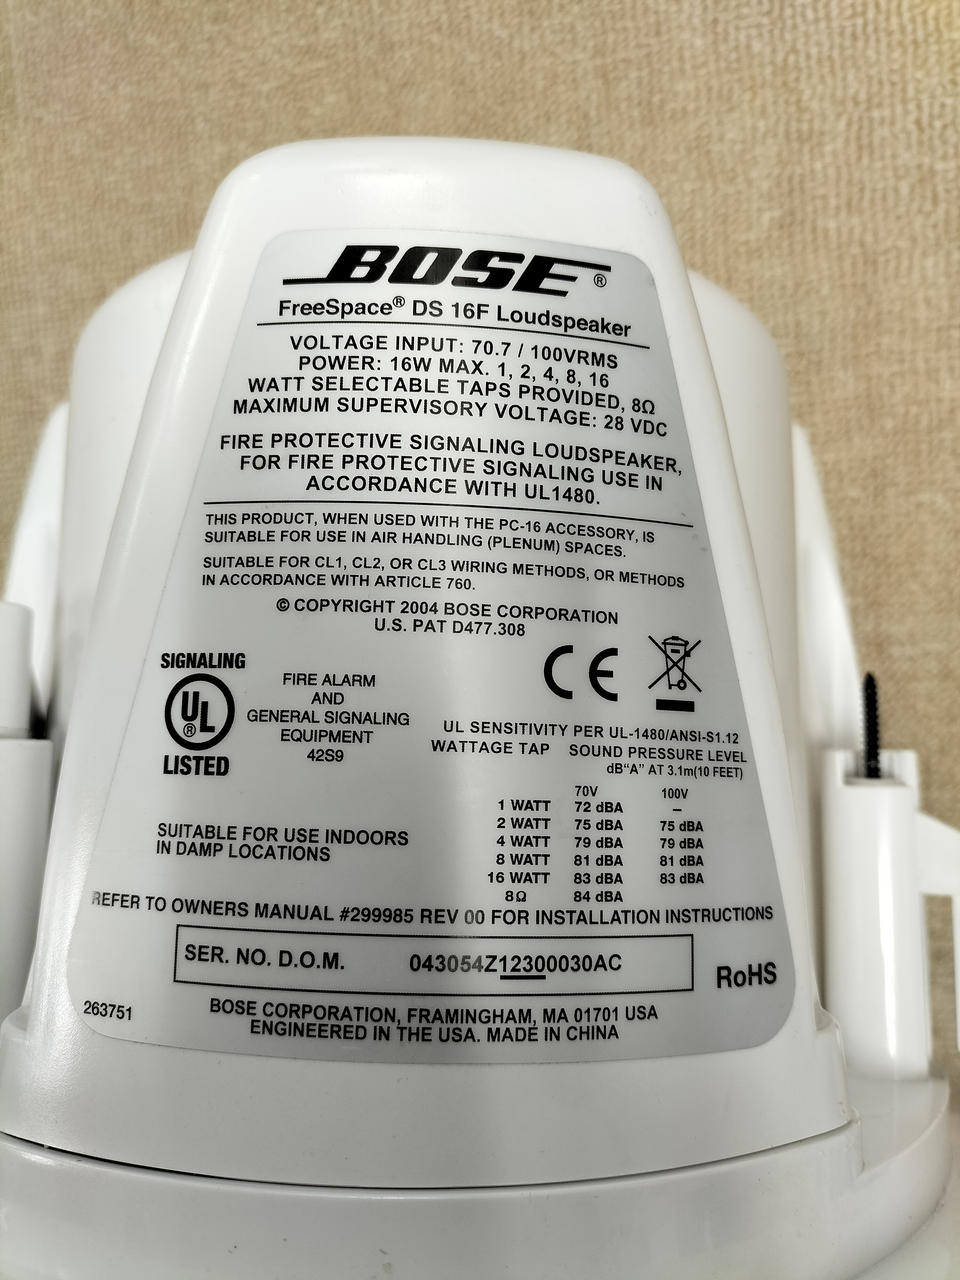 BOSE®
FreeSpace® DS 16F Loudspeaker
VOLTAGE INPUT: 70.7 / 100VRMS
POWER: 16W MAX. 1, 2, 4, 8, 16
WATT SELECTABLE TAPS PROVIDED, 8Ω
MAXIMUM SUPERVISORY VOLTAGE: 28 VDC
FIRE PROTECTIVE SIGNALING LOUDSPEAKER,
FOR FIRE PROTECTIVE SIGNALING USE IN
ACCORDANCE WITH UL1480.
THIS PRODUCT, WHEN USED WITH THE PC-16 ACCESSORY, IS
SUITABLE FOR USE IN AIR HANDLING (PLENUM) SPACES.
SUITABLE FOR CL1, CL2, OR CL3 WIRING METHODS, OR METHODS
IN ACCORDANCE WITH ARTICLE 760.
© COPYRIGHT 2004 BOSE CORPORATION
U.S. PAT D477.308
SIGNALING
UL®
LISTED
FIRE ALARM
AND
GENERAL SIGNALING
EQUIPMENT
42S9
CE
UL SENSITIVITY PER UL-1480/ANSI-S1.12
WATTAGE TAP SOUND PRESSURE LEVEL
dB“A” AT 3.1m(10 FEET)
70V 100V
1 WATT 72 dBA –
2 WATT 75 dBA 75 dBA
4 WATT 79 dBA 79 dBA
8 WATT 81 dBA 81 dBA
16 WATT 83 dBA 83 dBA
8Ω 84 dBA
SUITABLE FOR USE INDOORS
IN DAMP LOCATIONS
REFER TO OWNERS MANUAL #299985 REV 00 FOR INSTALLATION INSTRUCTIONS
SER. NO. D.O.M. 043054Z12300030AC
RoHS
263751
BOSE CORPORATION, FRAMINGHAM, MA 01701 USA
ENGINEERED IN THE USA. MADE IN CHINA